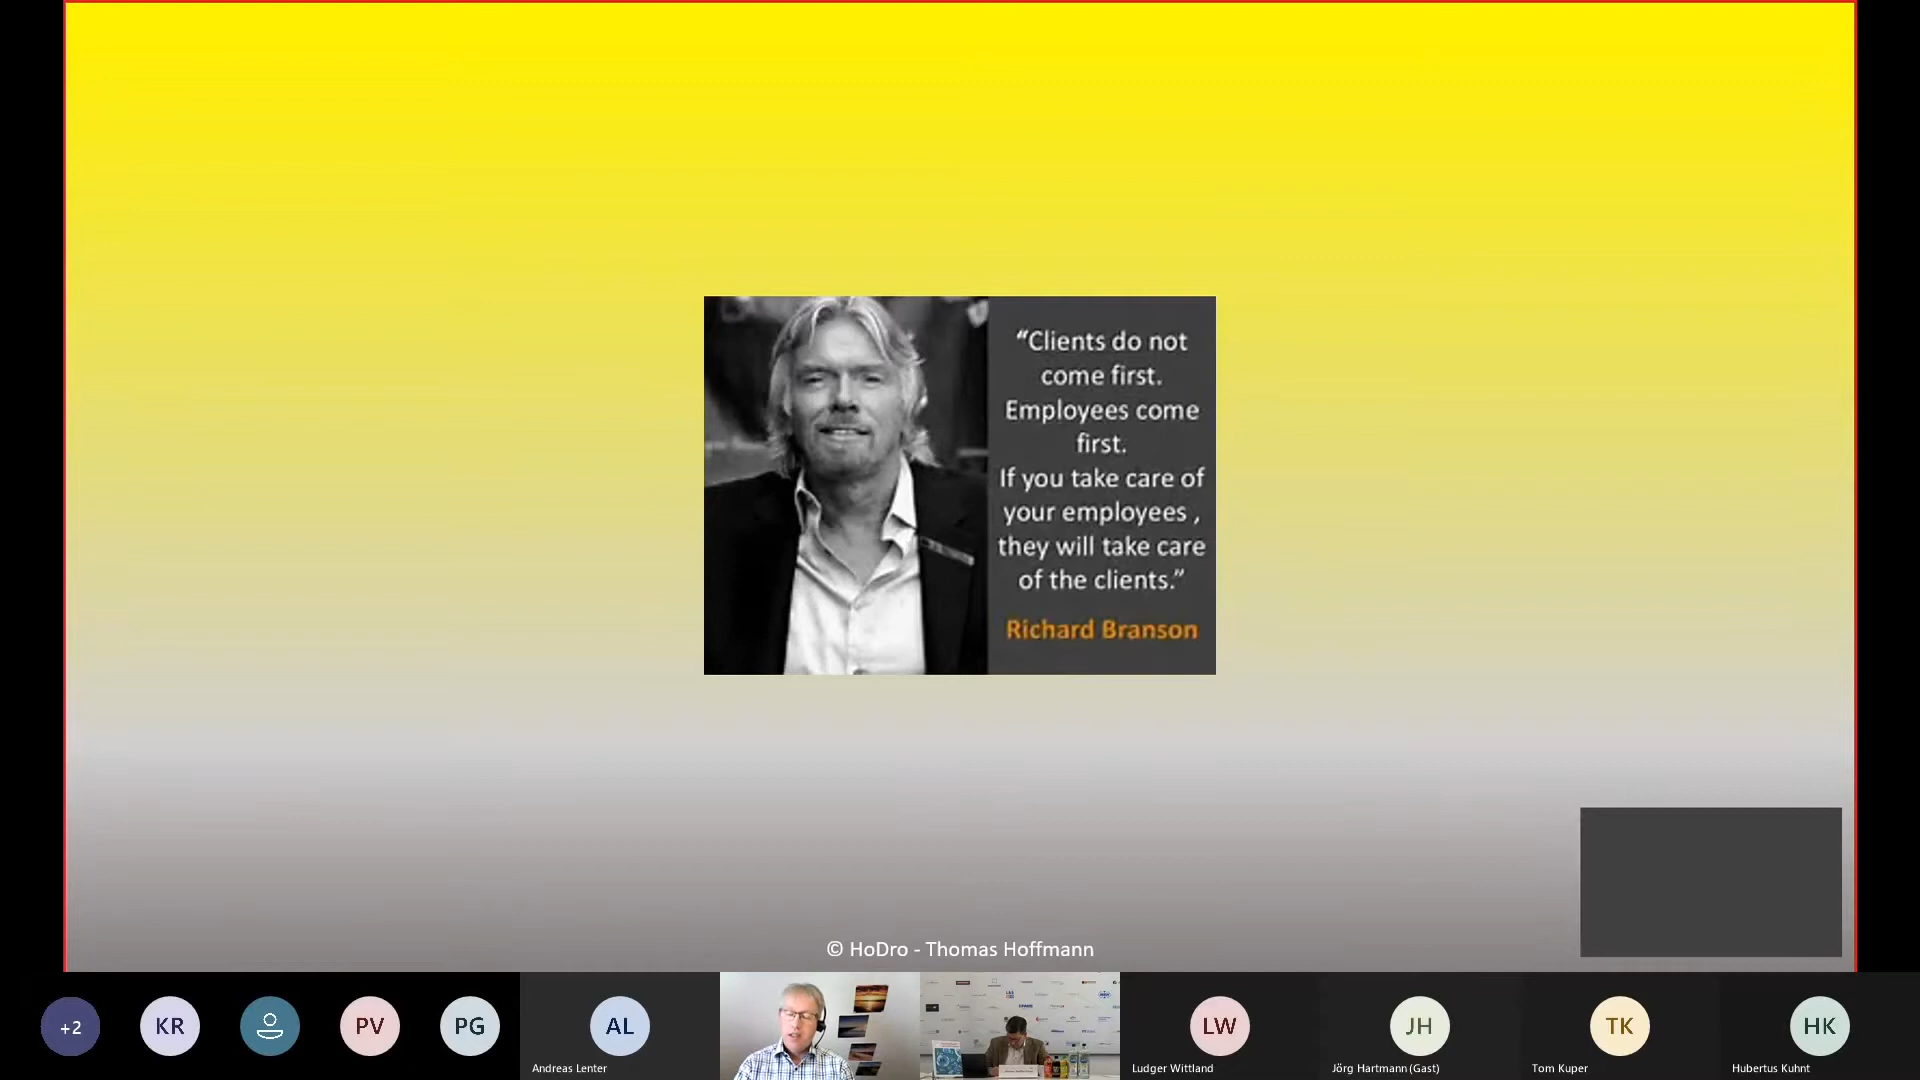 “Clients do not
come first.
Employees come
first.
If you take care of
your employees ,
they will take care
of the clients.”
Richard Branson
© HoDro - Thomas Hoffmann
+2
KR
PV
PG
AL
Andreas Lenter
LW
Ludger Wittland
JH
Jörg Hartmann (Gast)
TK
Tom Kuper
HK
Hubertus Kuhnt